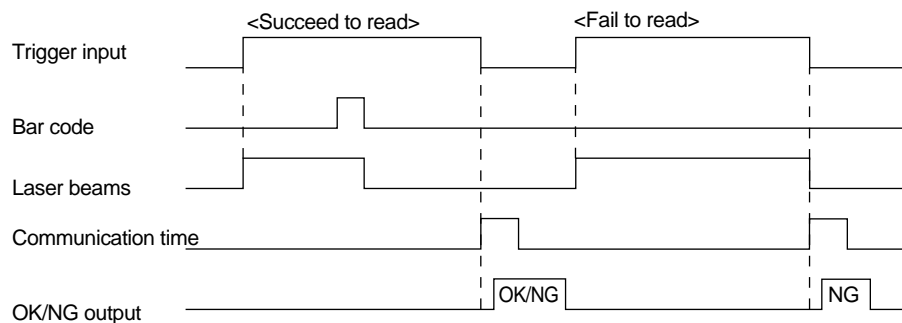 <Succeed to read> <Fail to read>
Trigger input
Bar code
Laser beams
Communication time
OK/NG NG
OK/NG output